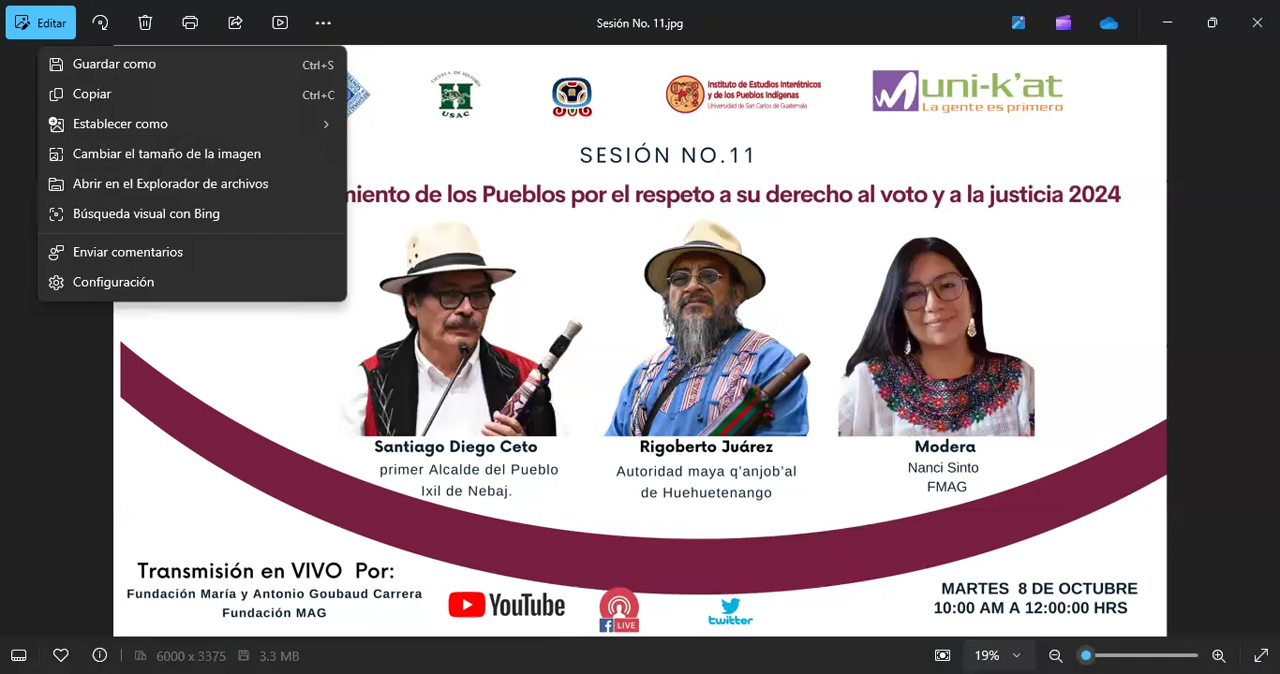 Editar
Sesión No. 11.jpg
Guardar como Ctrl+S
Copiar Ctrl+C
Establecer como
Cambiar el tamaño de la imagen
Abrir en el Explorador de archivos
Búsqueda visual con Bing
Enviar comentarios
Configuración
USAC
Instituto de Estudios Interétnicos
y de los Pueblos Indígenas
Universidad de San Carlos de Guatemala
Muni-k'at
La gente es primero
SESIÓN NO.11
miento de los Pueblos por el respeto a su derecho al voto y a la justicia 2024
Santiago Diego Ceto
primer Alcalde del Pueblo
Ixil de Nebaj.
Rigoberto Juárez
Autoridad maya q'anjob'al
de Huehuetenango
Modera
Nanci Sinto
FMAG
Transmisión en VIVO Por:
Fundación María y Antonio Goubaud Carrera
Fundación MAG
YouTube
f LIVE
twitter
MARTES 8 DE OCTUBRE
10:00 AM A 12:00:00 HRS
6000 x 3375 3.3 MB
19%